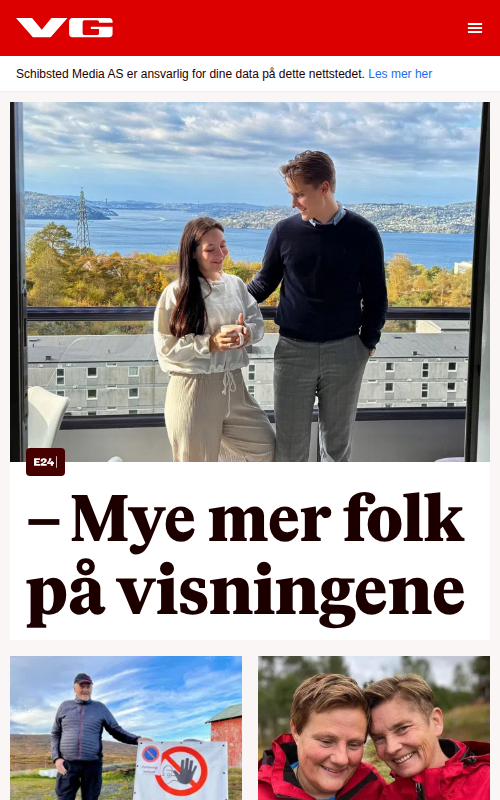 VG
Schibsted Media AS er ansvarlig for dine data på dette nettstedet. Les mer her
E24
– Mye mer folk
på visningene